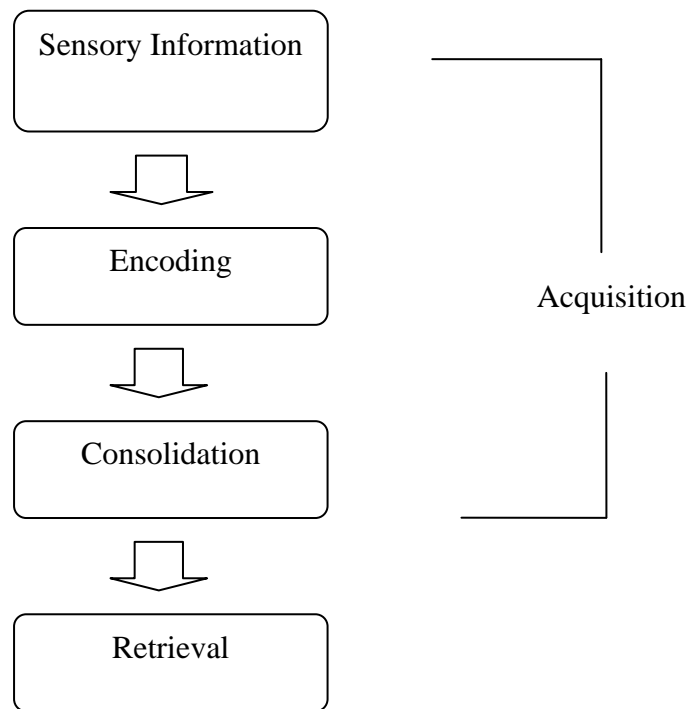 Sensory Information
Encoding
Acquisition
Consolidation
Retrieval